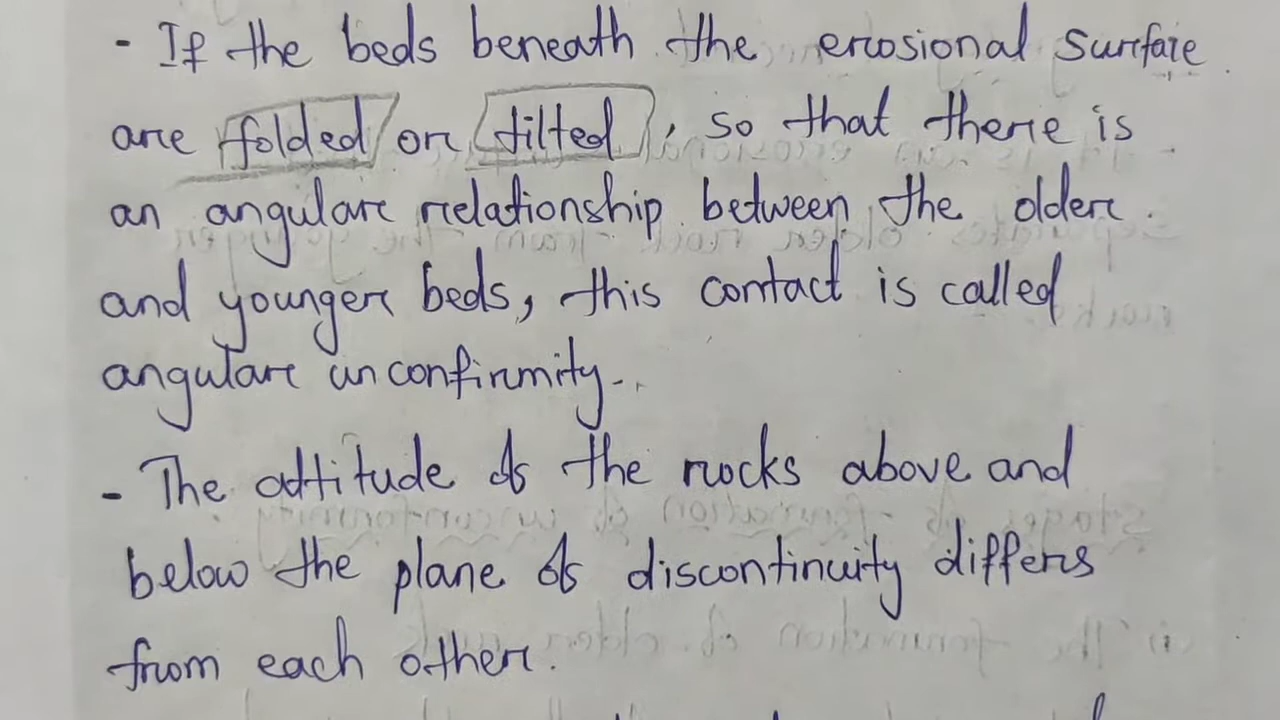 - If the beds beneath the erosional surface
are folded or tilted, so that there is
an angular relationship between the older
and younger beds, this contact is called
angular unconfirmity.
- The attitude of the rocks above and
below the plane of discontinuity differs
from each other.